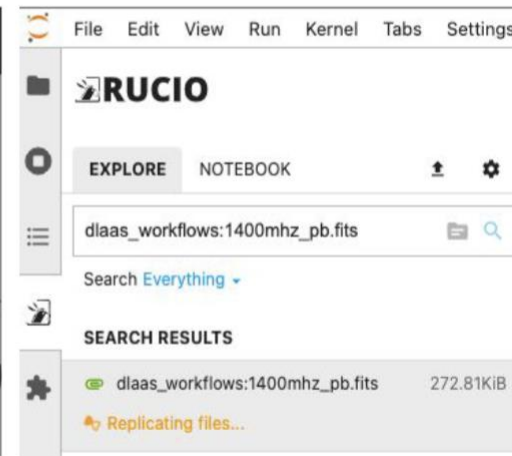 File Edit View Run Kernel Tabs Settings
RUCIO
EXPLORE NOTEBOOK
dlaas_workflows:1400mhz_pb.fits
Search Everything
SEARCH RESULTS
dlaas_workflows:1400mhz_pb.fits 272.81KiB
Replicating files...